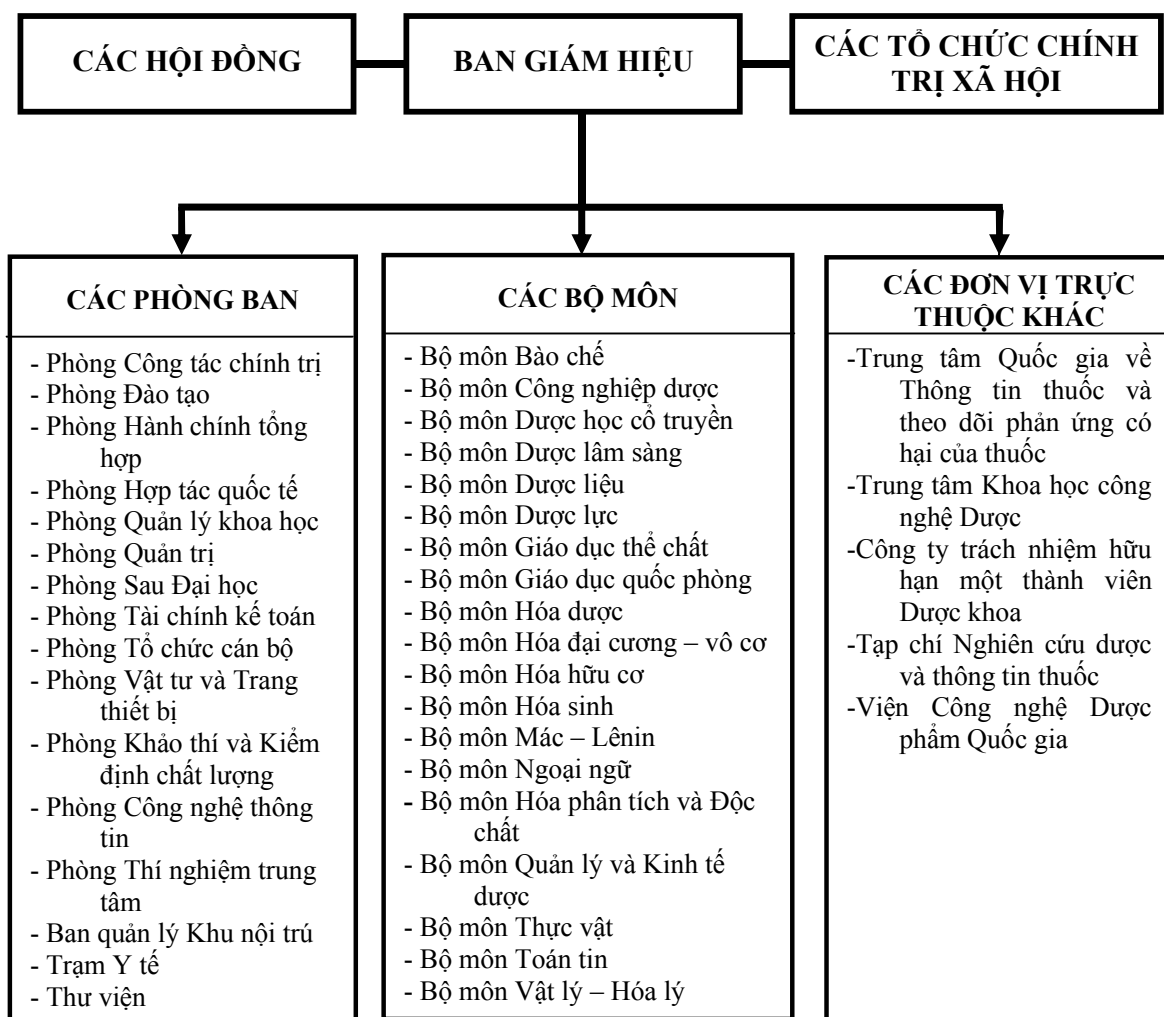 CÁC HỘI ĐỒNG
BAN GIÁM HIỆU
CÁC TỔ CHỨC CHÍNH
TRỊ XÃ HỘI
CÁC PHÒNG BAN
- Phòng Công tác chính trị
- Phòng Đào tạo
- Phòng Hành chính tổng
hợp
- Phòng Hợp tác quốc tế
- Phòng Quản lý khoa học
- Phòng Quản trị
- Phòng Sau Đại học
- Phòng Tài chính kế toán
- Phòng Tổ chức cán bộ
- Phòng Vật tư và Trang
thiết bị
- Phòng Khảo thí và Kiểm
định chất lượng
- Phòng Công nghệ thông
tin
- Phòng Thí nghiệm trung
tâm
- Ban quản lý Khu nội trú
- Trạm Y tế
- Thư viện
CÁC BỘ MÔN
- Bộ môn Bào chế
- Bộ môn Công nghiệp dược
- Bộ môn Dược học cổ truyền
- Bộ môn Dược lâm sàng
- Bộ môn Dược liệu
- Bộ môn Dược lực
- Bộ môn Giáo dục thể chất
- Bộ môn Giáo dục quốc phòng
- Bộ môn Hóa dược
- Bộ môn Hóa đại cương – vô cơ
- Bộ môn Hóa hữu cơ
- Bộ môn Hóa sinh
- Bộ môn Mác – Lênin
- Bộ môn Ngoại ngữ
- Bộ môn Hóa phân tích và Độc
chất
- Bộ môn Quản lý và Kinh tế
dược
- Bộ môn Thực vật
- Bộ môn Toán tin
- Bộ môn Vật lý – Hóa lý
CÁC ĐƠN VỊ TRỰC
THUỘC KHÁC
-Trung tâm Quốc gia về
Thông tin thuốc và
theo dõi phản ứng có
hại của thuốc
-Trung tâm Khoa học công
nghệ Dược
-Công ty trách nhiệm hữu
hạn một thành viên
Dược khoa
-Tạp chí Nghiên cứu dược
và thông tin thuốc
-Viện Công nghệ Dược
phẩm Quốc gia